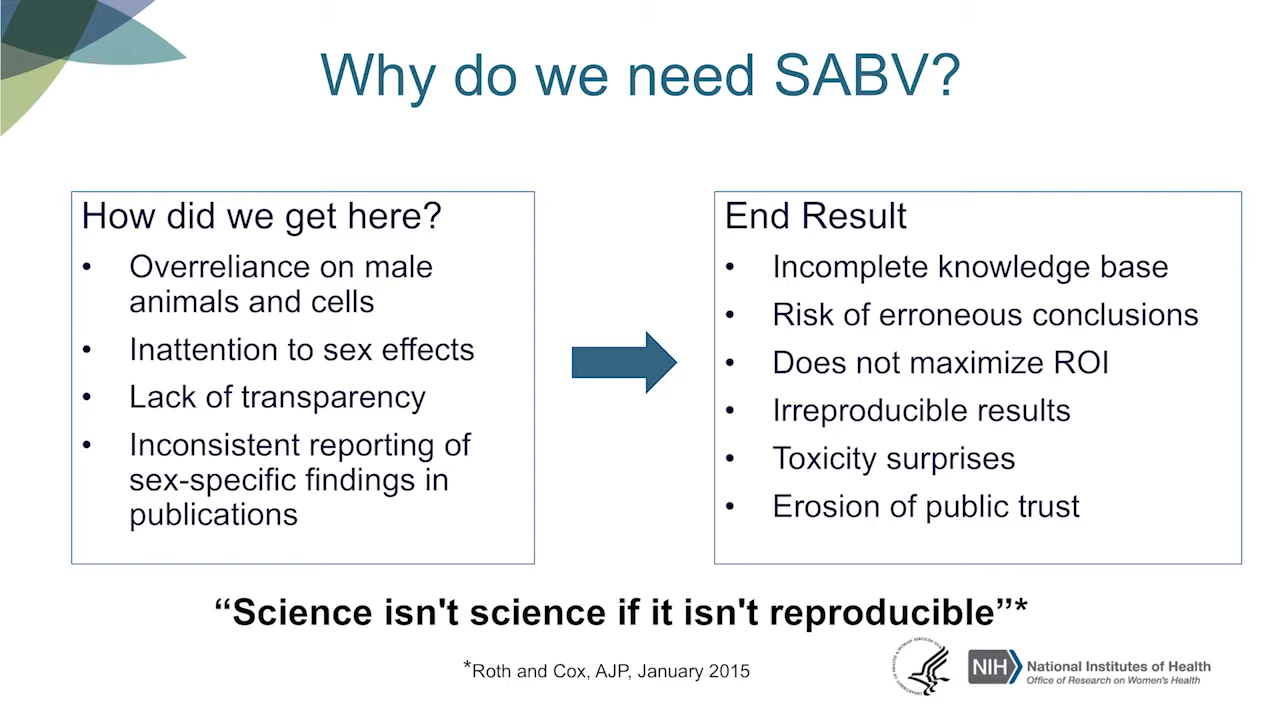 Why do we need SABV?
How did we get here?
• Overreliance on male
animals and cells
• Inattention to sex effects
• Lack of transparency
• Inconsistent reporting of
sex-specific findings in
publications
End Result
• Incomplete knowledge base
• Risk of erroneous conclusions
• Does not maximize ROI
• Irreproducible results
• Toxicity surprises
• Erosion of public trust
“Science isn't science if it isn't reproducible”*
*Roth and Cox, AJP, January 2015
NIH
National Institutes of Health
Office of Research on Women's Health